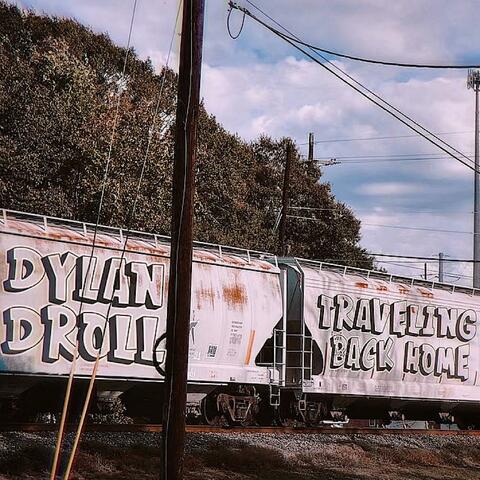 DYLAN
DROLL
TRAVELING
BACK HOME